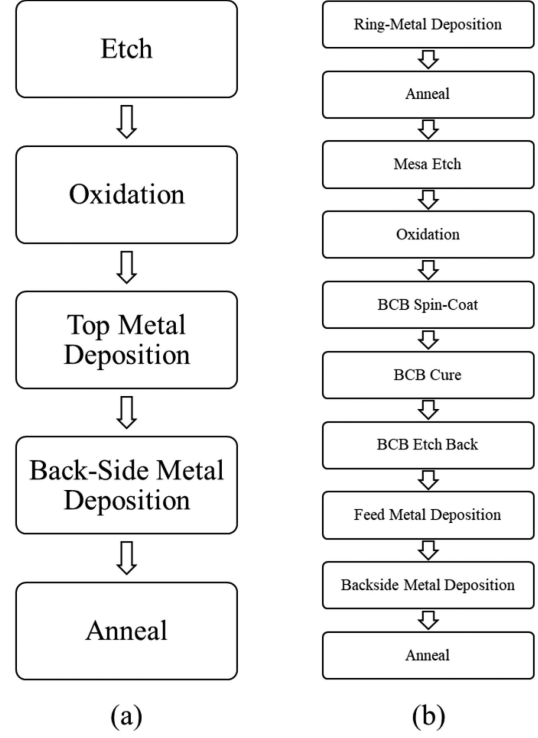 Etch
Oxidation
Top Metal
Deposition
Back-Side Metal
Deposition
Anneal
(a)
Ring-Metal Deposition
Anneal
Mesa Etch
Oxidation
BCB Spin-Coat
BCB Cure
BCB Etch Back
Feed Metal Deposition
Backside Metal Deposition
Anneal
(b)